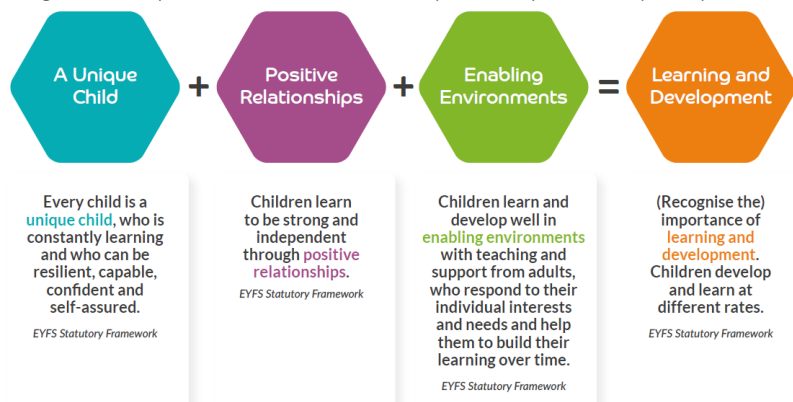 A Unique
Child
+
Positive
Relationships
+
Enabling
Environments
=
Learning and
Development
Every child is a
unique child, who is
constantly learning
and who can be
resilient, capable,
confident and
self-assured.
EYFS Statutory Framework
Children learn
to be strong and
independent
through positive
relationships.
EYFS Statutory Framework
Children learn and
develop well in
enabling environments
with teaching and
support from adults,
who respond to their
individual interests
and needs and help
them to build their
learning over time.
EYFS Statutory Framework
(Recognise the)
importance of
learning and
development.
Children develop
and learn at
different rates.
EYFS Statutory Framework